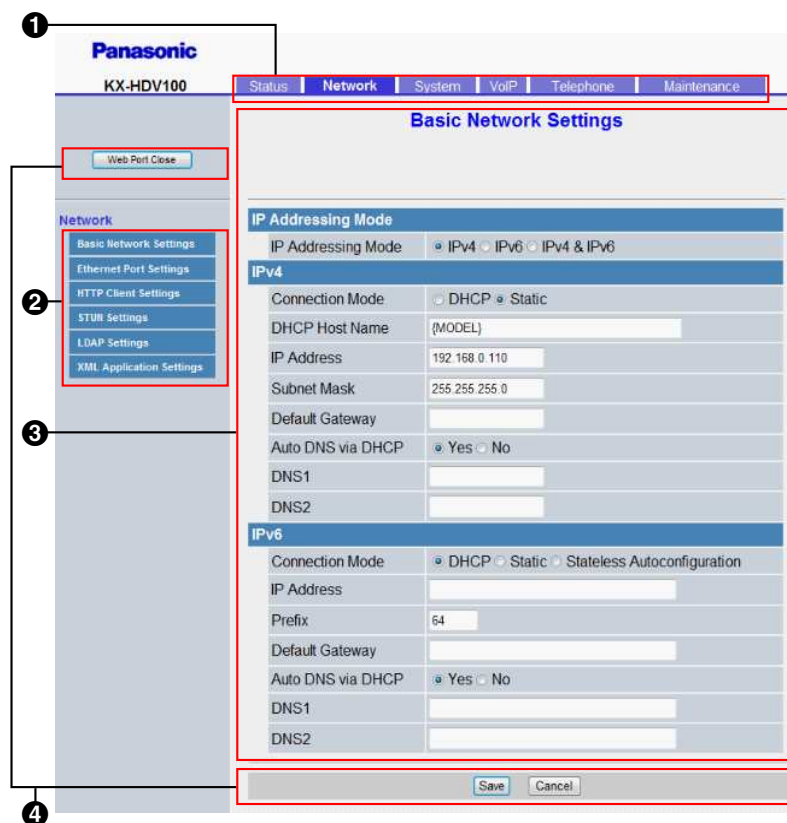 ❶
Panasonic
KX-HDV100
Status Network System VoIP Telephone Maintenance
Basic Network Settings
Web Port Close
Network
❷
Basic Network Settings
Ethernet Port Settings
HTTP Client Settings
STUN Settings
LDAP Settings
XML Application Settings
❸
IP Addressing Mode
IP Addressing Mode IPv4 IPv6 IPv4 & IPv6
IPv4
Connection Mode DHCP Static
DHCP Host Name {MODEL}
IP Address 192.168.0.110
Subnet Mask 255.255.255.0
Default Gateway
Auto DNS via DHCP Yes No
DNS1
DNS2
IPv6
Connection Mode DHCP Static Stateless Autoconfiguration
IP Address
Prefix 64
Default Gateway
Auto DNS via DHCP Yes No
DNS1
DNS2
Save Cancel
❹